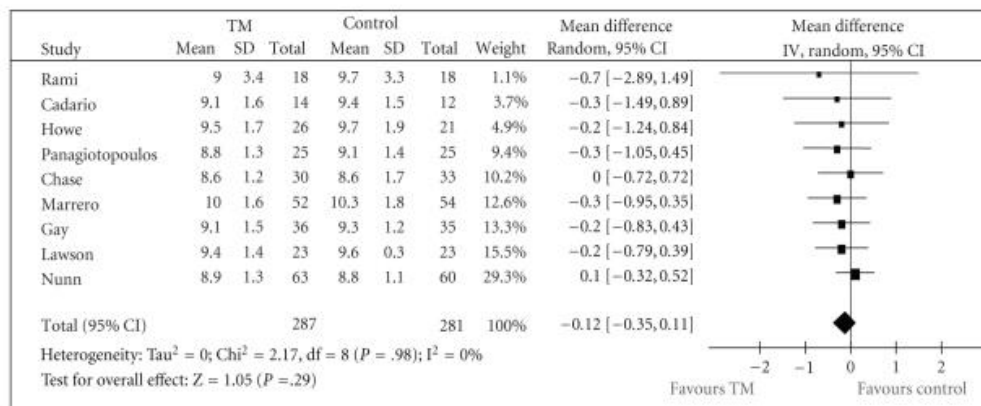 TM Control Mean difference Mean difference
Study Mean SD Total Mean SD Total Weight Random, 95% CI IV, random, 95% CI
Rami 9 3.4 18 9.7 3.3 18 1.1% −0.7 [−2.89, 1.49]
Cadario 9.1 1.6 14 9.4 1.5 12 3.7% −0.3 [−1.49, 0.89]
Howe 9.5 1.7 26 9.7 1.9 21 4.9% −0.2 [−1.24, 0.84]
Panagiotopoulos 8.8 1.3 25 9.1 1.4 25 9.4% −0.3 [−1.05, 0.45]
Chase 8.6 1.2 30 8.6 1.7 33 10.2% 0 [−0.72, 0.72]
Marrero 10 1.6 52 10.3 1.8 54 12.6% −0.3 [−0.95, 0.35]
Gay 9.1 1.5 36 9.3 1.2 35 13.3% −0.2 [−0.83, 0.43]
Lawson 9.4 1.4 23 9.6 0.3 23 15.5% −0.2 [−0.79, 0.39]
Nunn 8.9 1.3 63 8.8 1.1 60 29.3% 0.1 [−0.32, 0.52]
Total (95% CI) 287 281 100% −0.12 [−0.35, 0.11]
Heterogeneity: Tau² = 0; Chi² = 2.17, df = 8 (P = .98); I² = 0%
Test for overall effect: Z = 1.05 (P =.29)
−2 −1 0 1 2
Favours TM Favours control